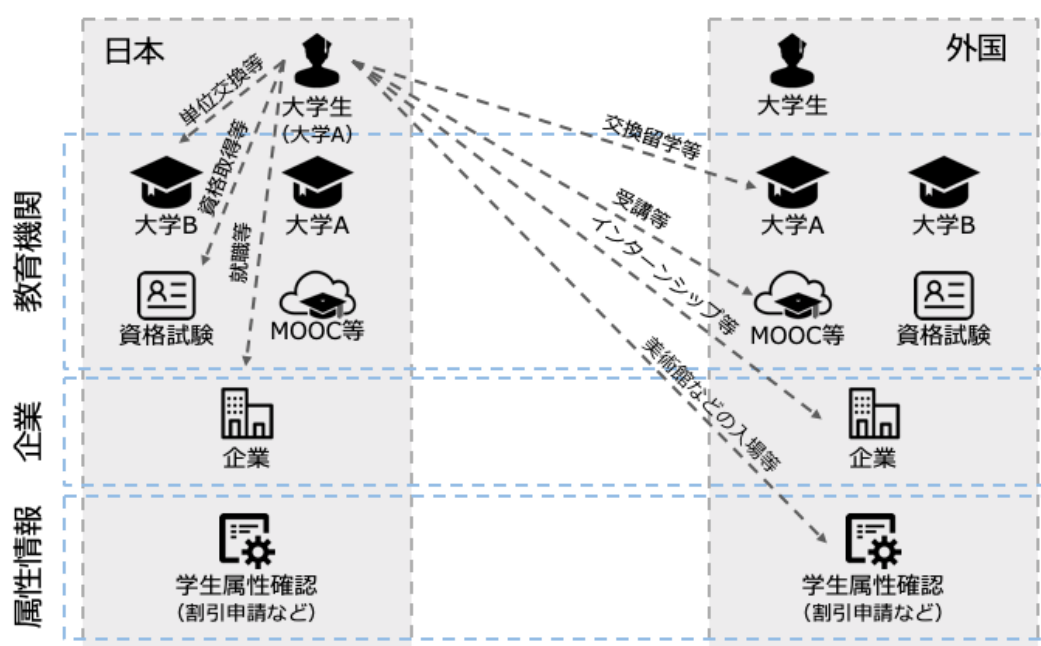 日本
外国
大学生
（大学A）
大学生
単位交換等
資格取得等
就職等
交換留学等
受講等
インターンシップ等
美術館などの入場等
教育機関
大学B
大学A
大学A
大学B
資格試験
MOOC等
MOOC等
資格試験
企業
企業
企業
属性情報
学生属性確認
（割引申請など）
学生属性確認
（割引申請など）